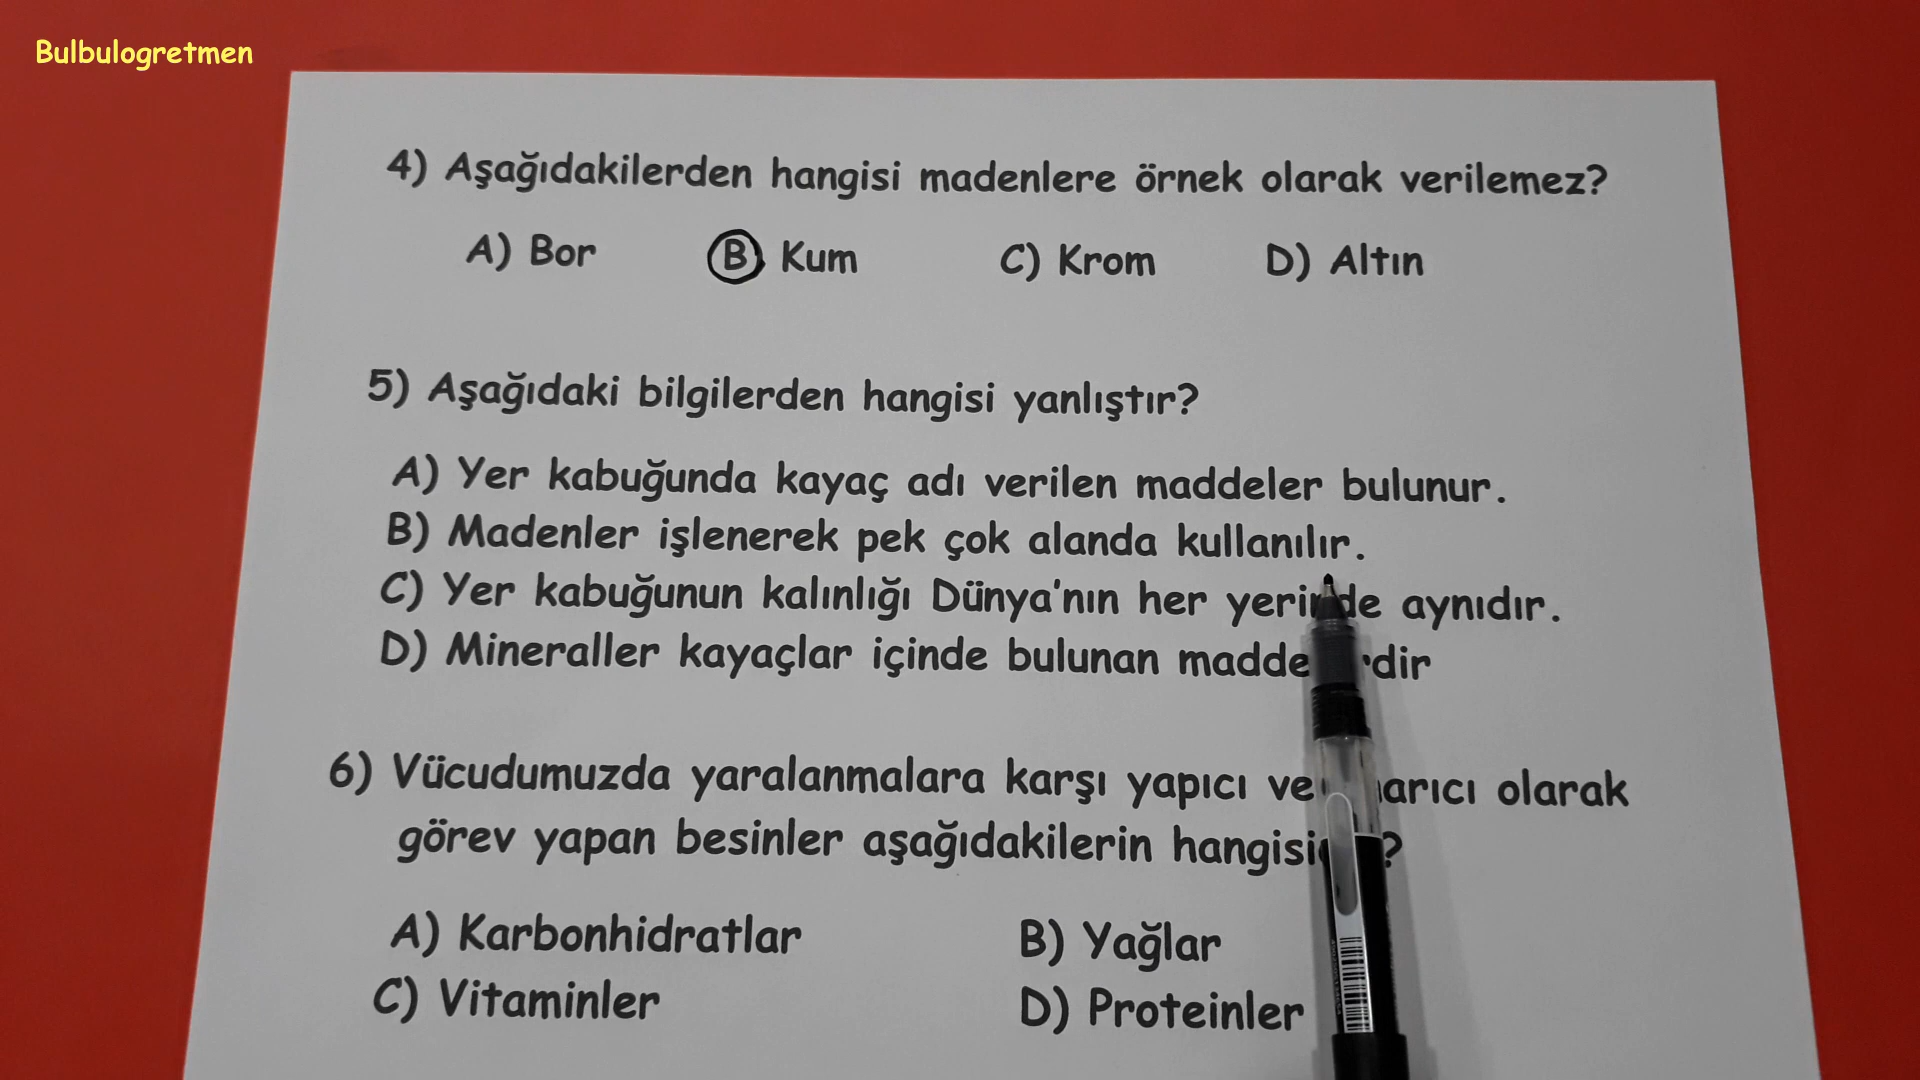 Bulbulogretmen
4) Aşağıdakilerden hangisi madenlere örnek olarak verilemez?
A) Bor B) Kum C) Krom D) Altın
5) Aşağıdaki bilgilerden hangisi yanlıştır?
A) Yer kabuğunda kayaç adı verilen maddeler bulunur.
B) Madenler işlenerek pek çok alanda kullanılır.
C) Yer kabuğunun kalınlığı Dünya'nın her yerinde aynıdır.
D) Mineraller kayaçlar içinde bulunan maddelerdir
6) Vücudumuzda yaralanmalara karşı yapıcı ve olarak
görev yapan besinler aşağıdakilerin hangisidir?
A) Karbonhidratlar B) Yağlar
C) Vitaminler D) Proteinler